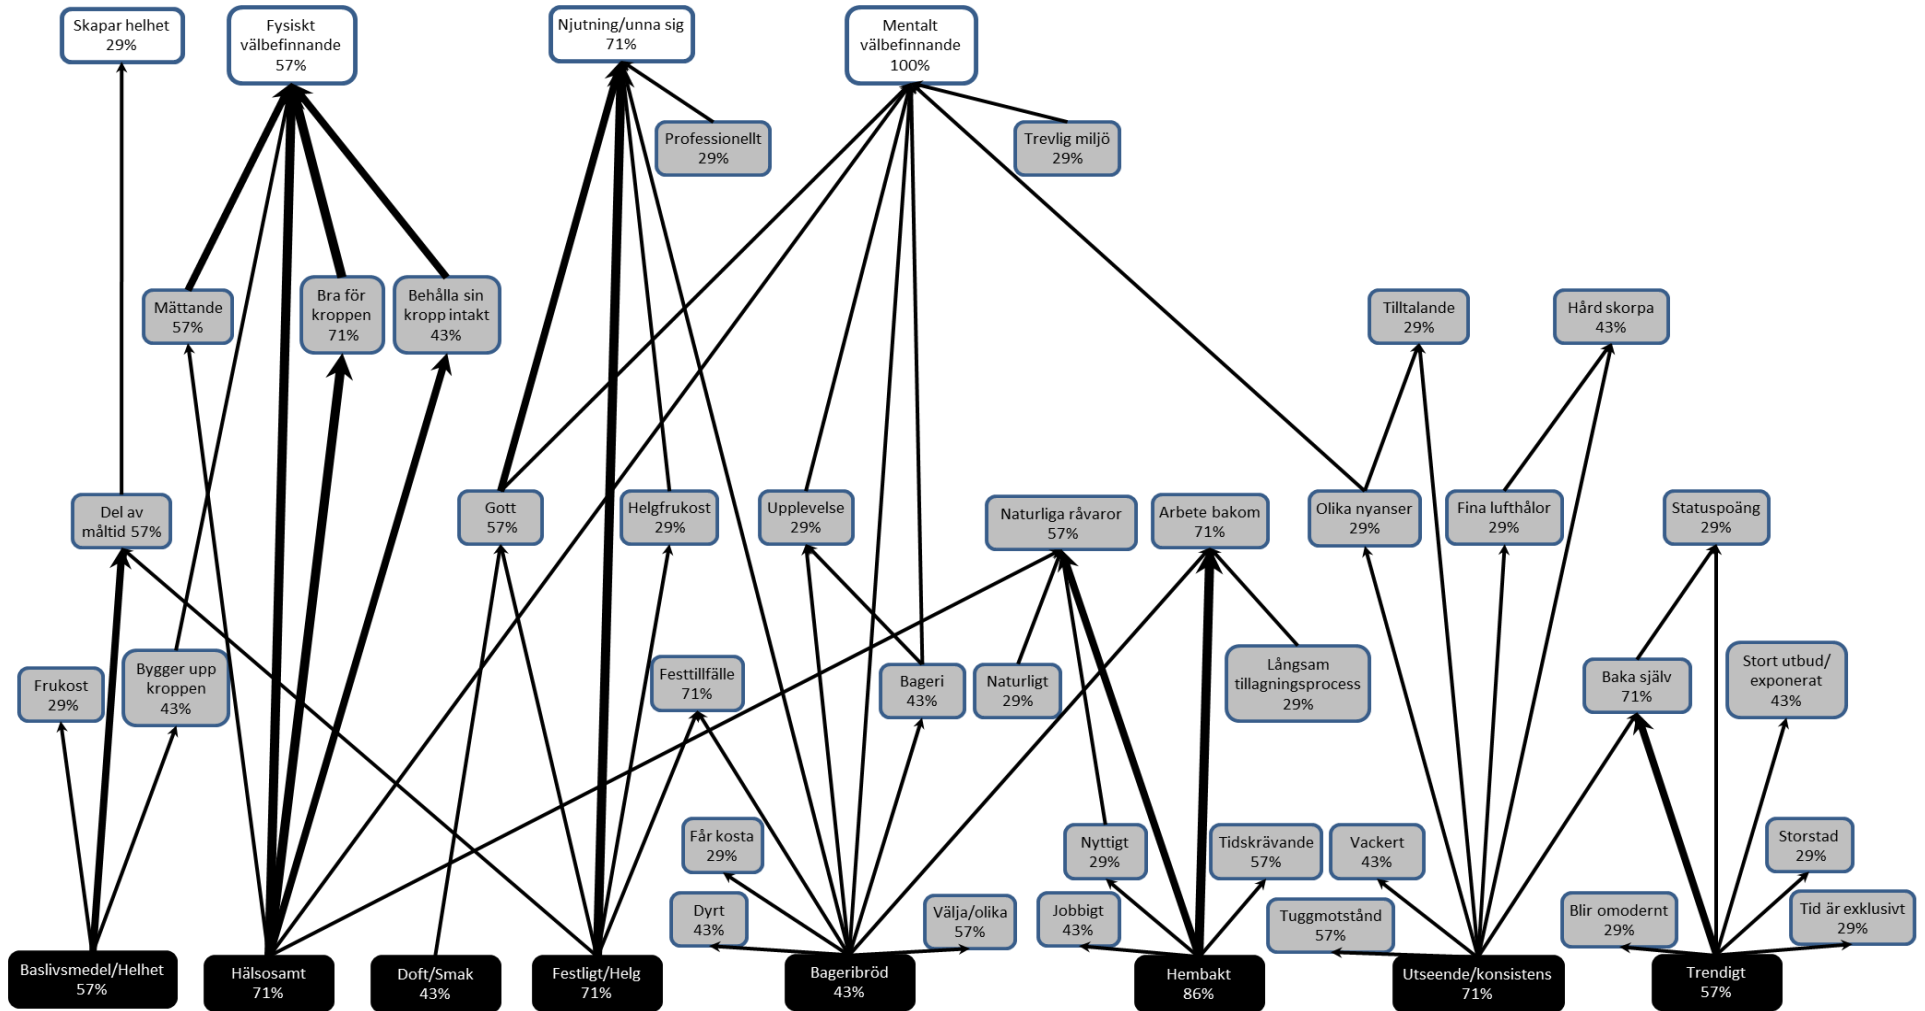 Skapar helhet
29%
Fysiskt
välbefinnande
57%
Njutning/unna sig
71%
Mentalt
välbefinnande
100%
Professionellt
29%
Trevlig miljö
29%
Mättande
57%
Bra för
kroppen
71%
Behålla sin
kropp intakt
43%
Tilltalande
29%
Hård skorpa
43%
Del av
måltid 57%
Gott
57%
Helgfrukost
29%
Upplevelse
29%
Naturliga råvaror
57%
Arbete bakom
71%
Olika nyanser
29%
Fina lufthålor
29%
Statuspoäng
29%
Frukost
29%
Bygger upp
kroppen
43%
Festtillfälle
71%
Bageri
43%
Naturligt
29%
Långsam
tillagningsprocess
29%
Baka själv
71%
Stort utbud/
exponerat
43%
Får kosta
29%
Nyttigt
29%
Tidskrävande
57%
Vackert
43%
Storstad
29%
Dyrt
43%
Välja/olika
57%
Jobbigt
43%
Tuggmotstånd
57%
Blir omodernt
29%
Tid är exklusivt
29%
Baslivsmedel/Helhet
57%
Hälsosamt
71%
Doft/Smak
43%
Festligt/Helg
71%
Bageribröd
43%
Hembakt
86%
Utseende/konsistens
71%
Trendigt
57%